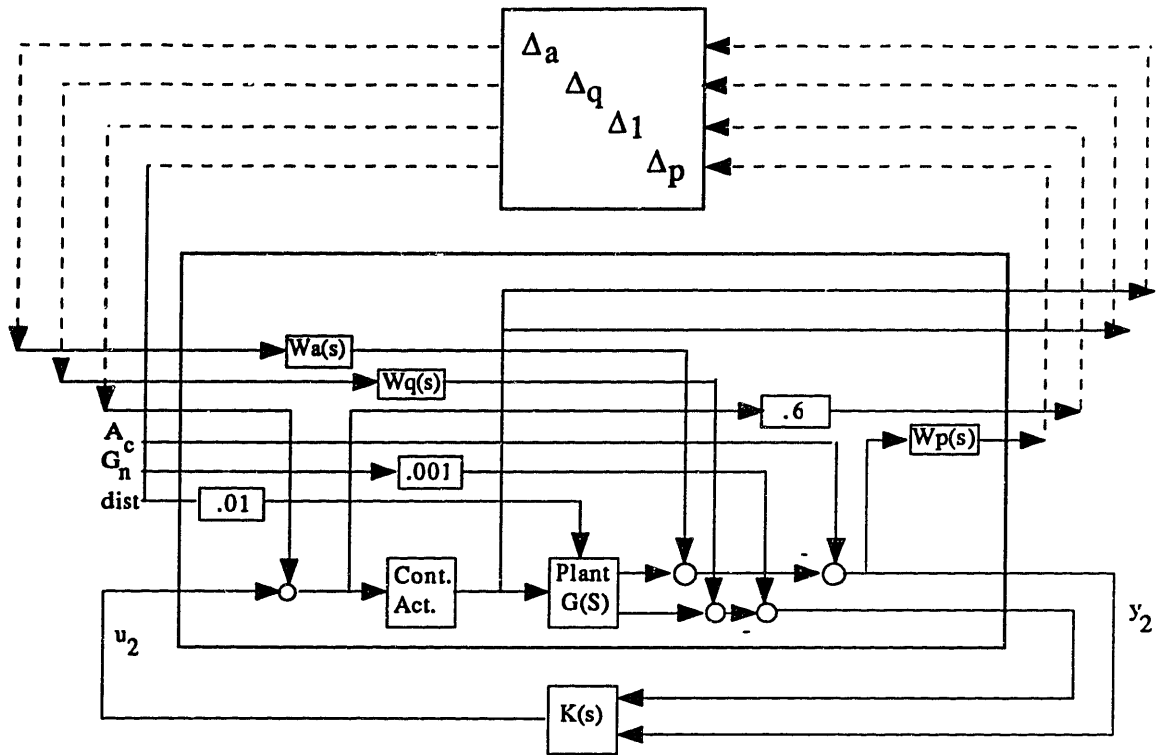 Δa
Δq
Δ1
Δp
Wa(s)
Wq(s)
.6
Ac
Wp(s)
Gn
.001
dist
.01
-
Cont.
Act.
Plant
G(S)
-
u2
y2
K(s)